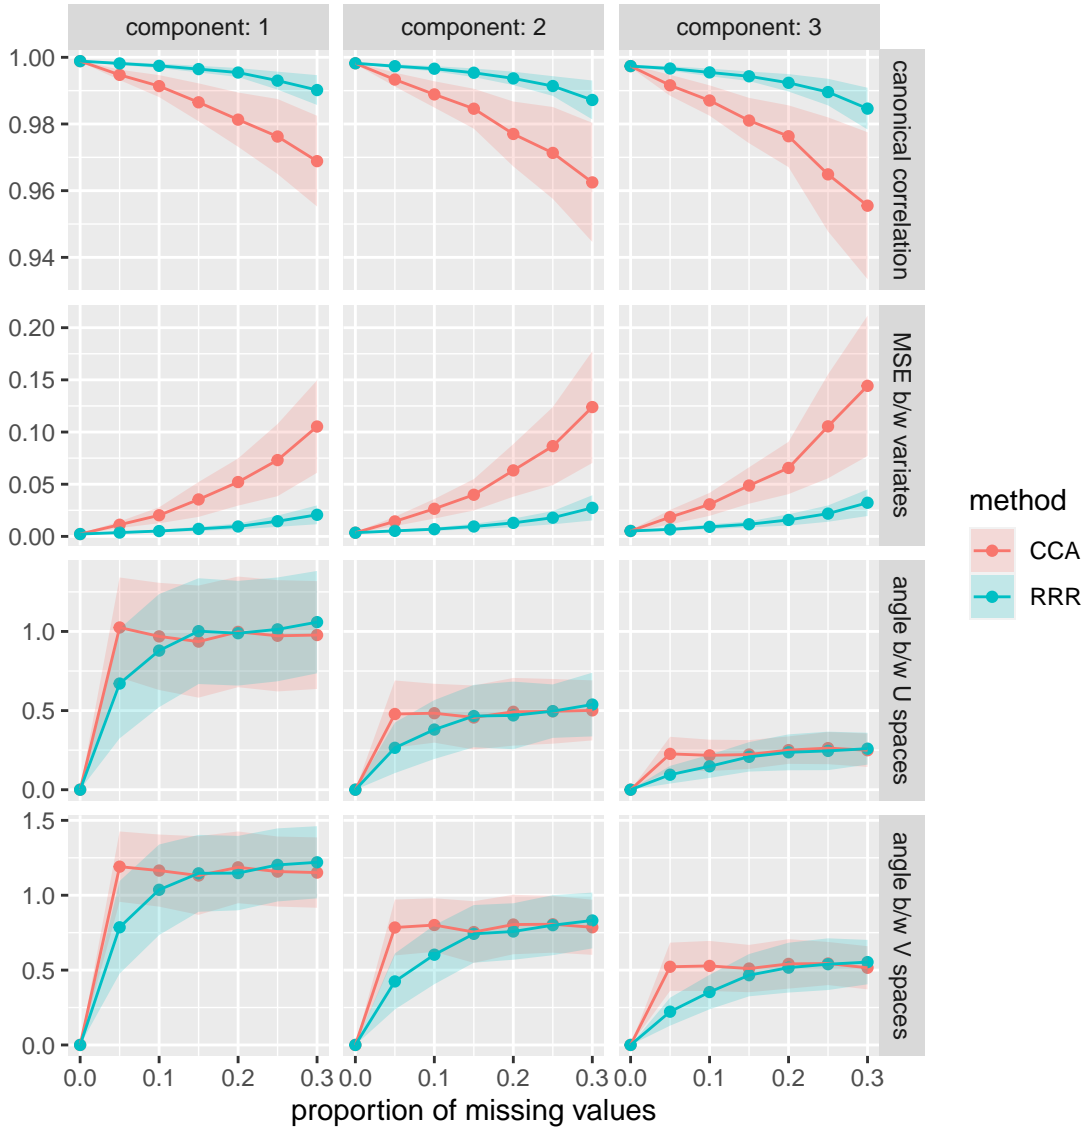 component: 1
component: 2
component: 3
1.00
0.98
0.96
0.94
canonical correlation
0.20
0.15
0.10
0.05
0.00
MSE b/w variates
1.0
0.5
0.0
angle b/w U spaces
1.5
1.0
0.5
0.0
angle b/w V spaces
0.0 0.1 0.2 0.3
0.0 0.1 0.2 0.3
0.0 0.1 0.2 0.3
proportion of missing values
method
CCA
RRR